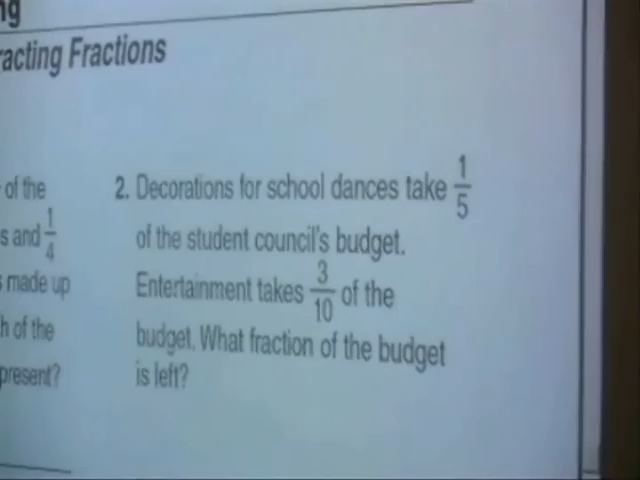 ng
racting Fractions
of the
s and 1/4
made up
h of the
present?
2. Decorations for school dances take 1/5
of the student council's budget.
Entertainment takes 3/10 of the
budget. What fraction of the budget
is left?